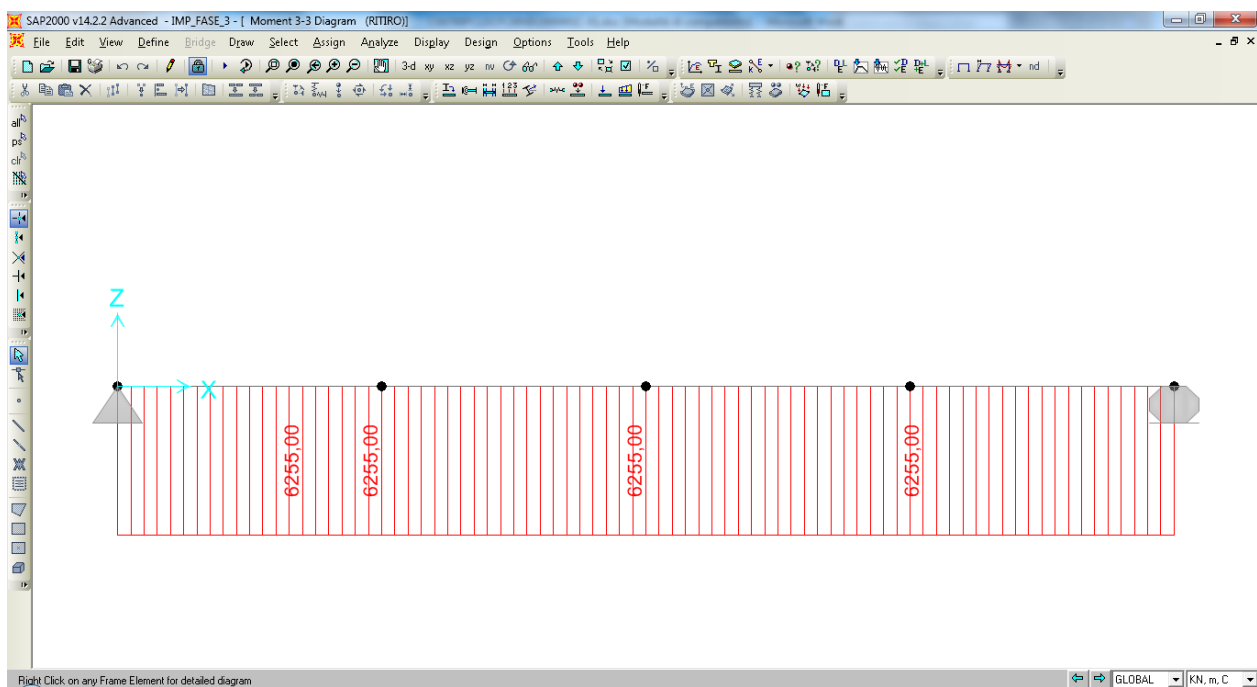 SAP2000 v14.2.2 Advanced - IMP_FASE_3 - [ Moment 3-3 Diagram (RITIRO)]
File Edit View Define Bridge Draw Select Assign Analyze Display Design Options Tools Help
3-d xy xz yz nv
nd
all
ps
clr
Z
X
6255,00
6255,00
6255,00
6255,00
Right Click on any Frame Element for detailed diagram
GLOBAL
KN, m, C